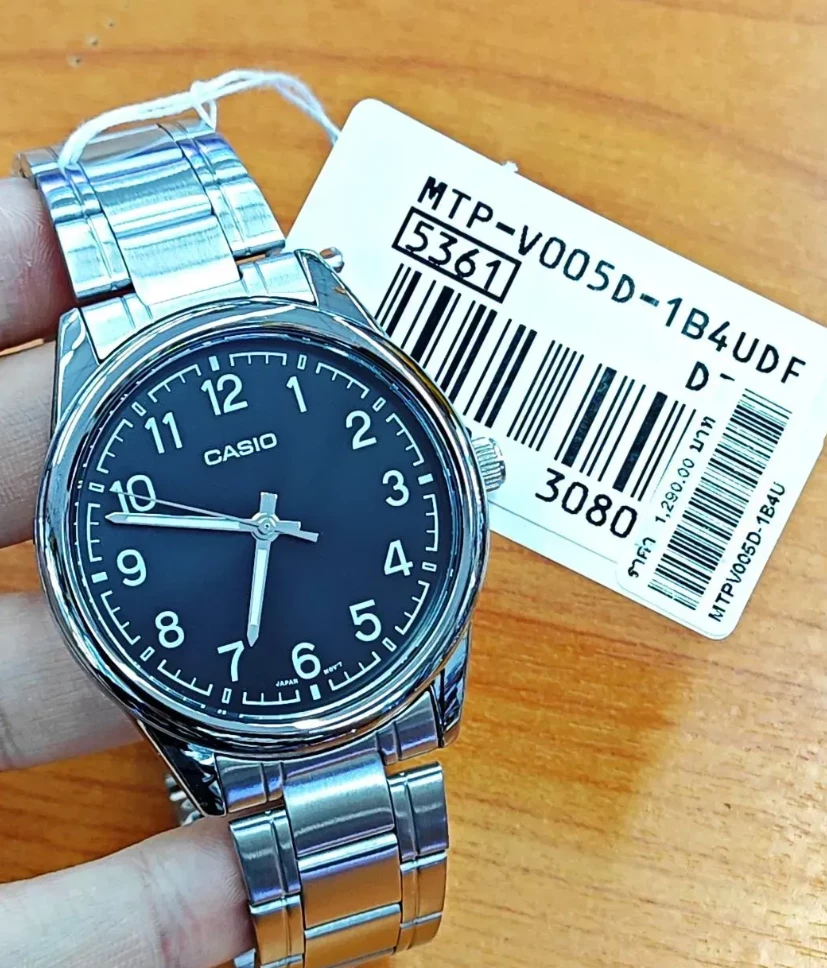 MTP-V005D-1B4UDF
5361
3080
ราคา 1,290.00 บาท
MTPV005D-1B4U
12
1
2
3
4
5
6
7
8
9
10
11
CASIO
JAPAN MOV'T